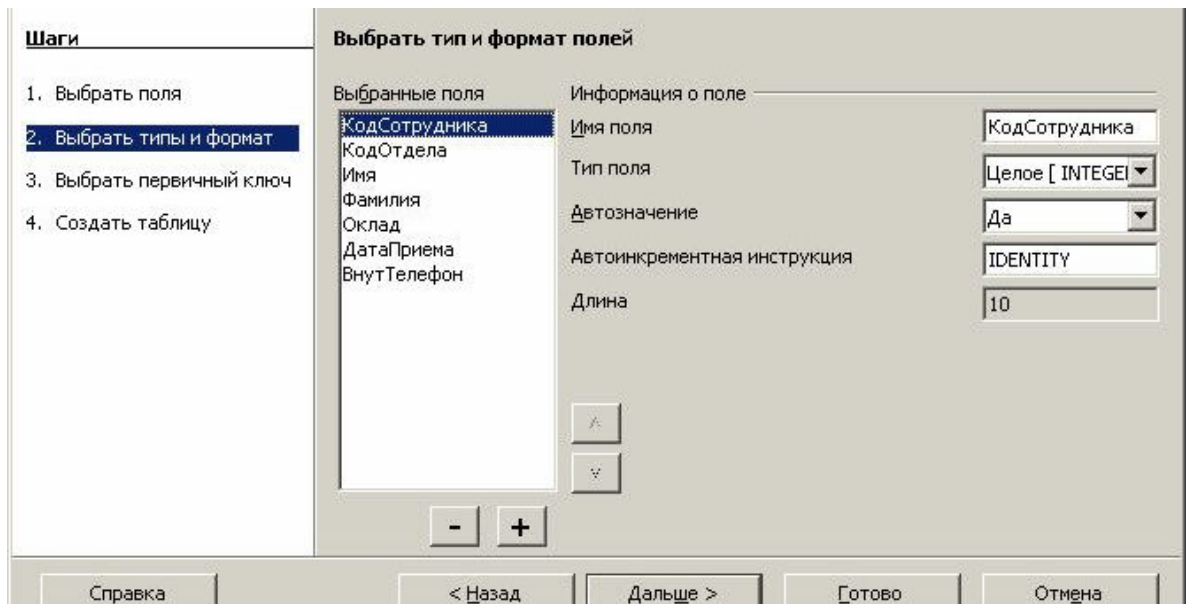 Шаги
1. Выбрать поля
2. Выбрать типы и формат
3. Выбрать первичный ключ
4. Создать таблицу
Выбрать тип и формат полей
Выбранные поля
КодСотрудника
КодОтдела
Имя
Фамилия
Оклад
ДатаПриема
ВнутТелефон
- +
Информация о поле
Имя поля КодСотрудника
Тип поля Целое [ INTEGE
Автозначение Да
Автоинкрементная инструкция IDENTITY
Длина 10
Справка < Назад Дальше > Готово Отмена